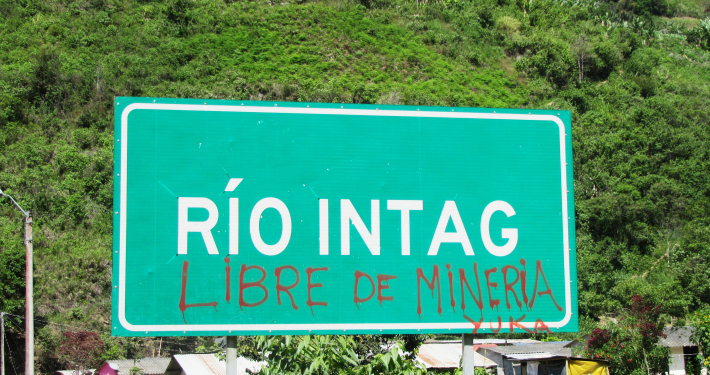 RÍO INTAG
LIBRE DE MINERIA
YUKA